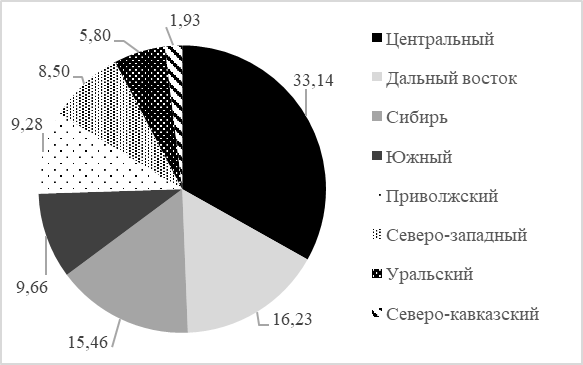 1,93
5,80
8,50
9,28
9,66
15,46
16,23
33,14
Центральный
Дальный восток
Сибирь
Южный
Приволжский
Северо-западный
Уральский
Северо-кавказский